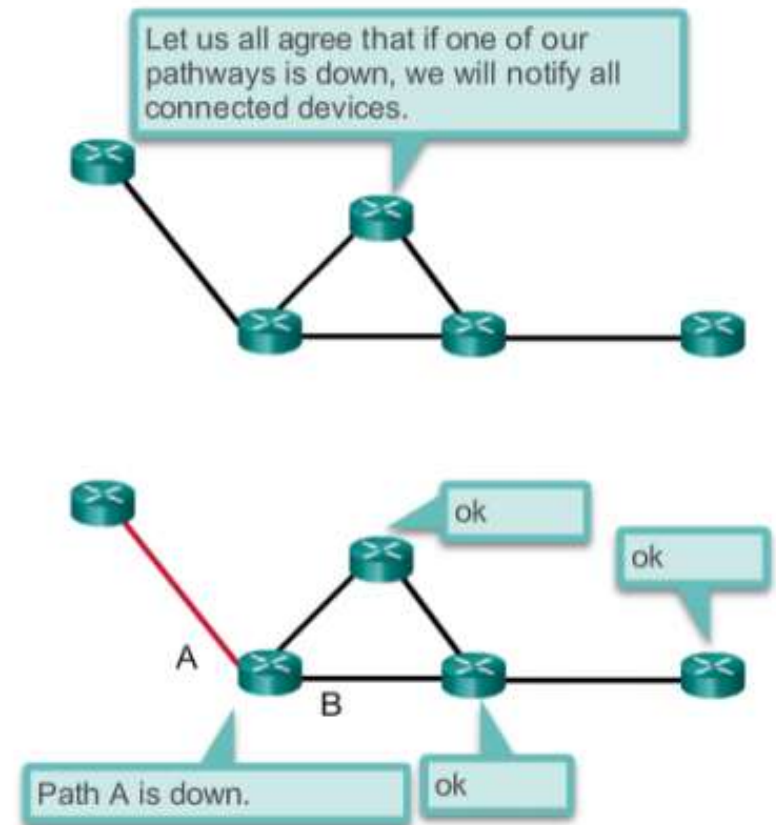 Let us all agree that if one of our
pathways is down, we will notify all
connected devices.
ok
ok
A
B
Path A is down.
ok